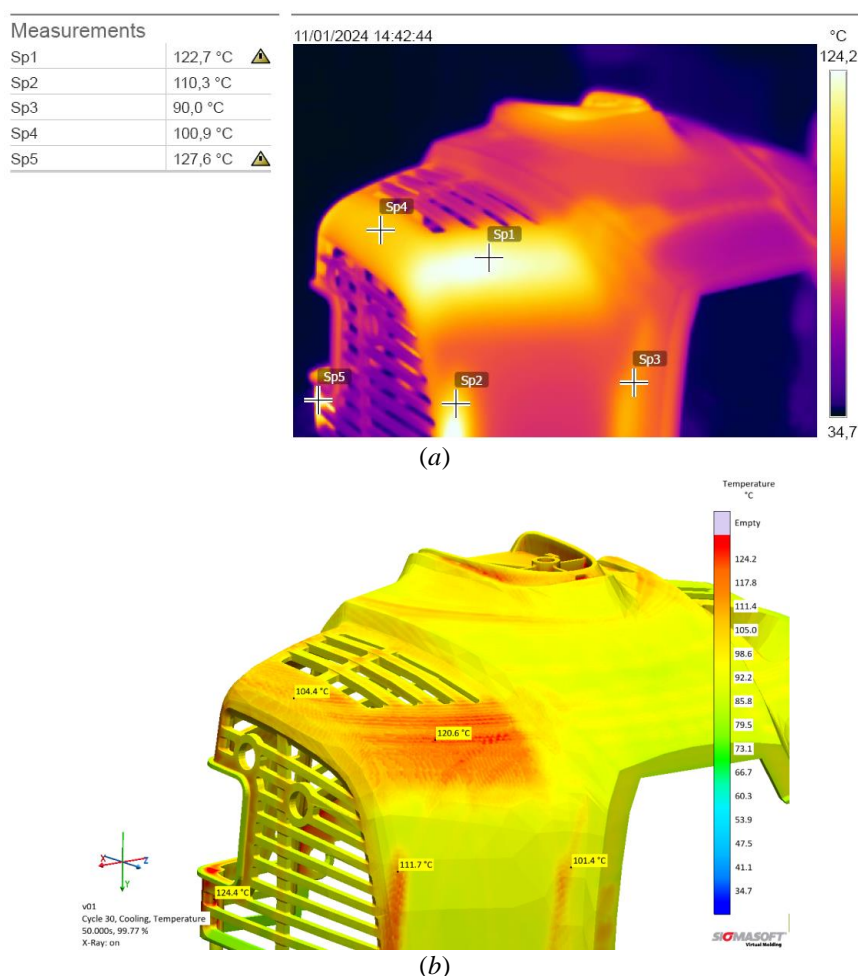 Measurements
Sp1 122,7 °C
Sp2 110,3 °C
Sp3 90,0 °C
Sp4 100,9 °C
Sp5 127,6 °C
11/01/2024 14:42:44
°C
124,2
Sp4
Sp1
Sp3
Sp5
Sp2
34,7
(a)
Temperature
°C
Empty
124.2
117.8
111.4
105.0
98.6
92.2
85.8
79.5
73.1
66.7
60.3
53.9
47.5
41.1
34.7
104.4 °C
120.6 °C
111.7 °C
101.4 °C
124.4 °C
X
Z
Y
v01
Cycle 30, Cooling, Temperature
50.000s, 99.77 %
X-Ray: on
SIGMASOFT
Virtual Molding
(b)